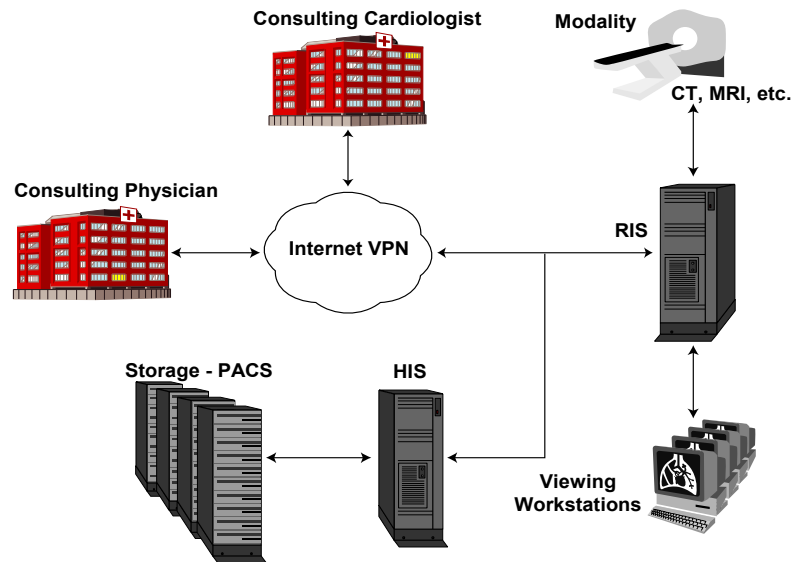 Consulting Cardiologist
Modality
CT, MRI, etc.
Consulting Physician
Internet VPN
RIS
Storage - PACS
HIS
Viewing
Workstations